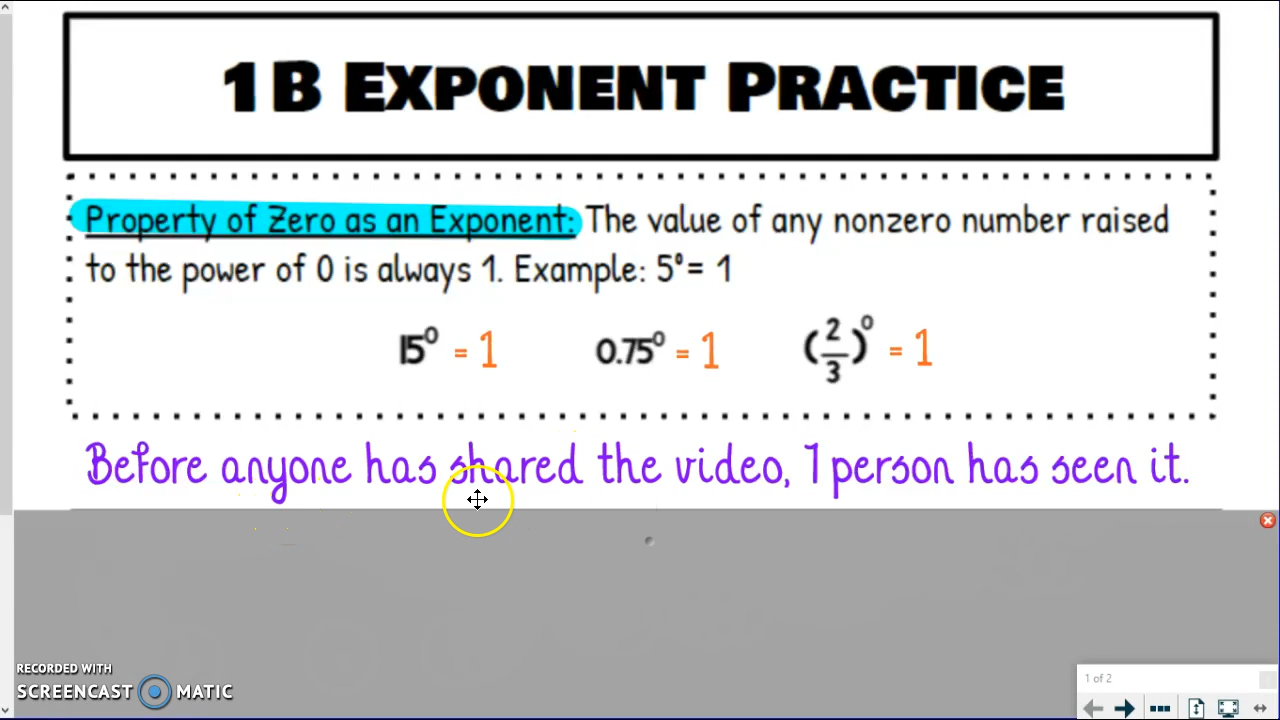 1B EXPONENT PRACTICE
Property of Zero as an Exponent: The value of any nonzero number raised
to the power of 0 is always 1. Example: 5⁰ = 1
15⁰ = 1 0.75⁰ = 1 (2/3)⁰ = 1
Before anyone has shared the video, 1 person has seen it.
RECORDED WITH
SCREENCAST MATIC
1 of 2